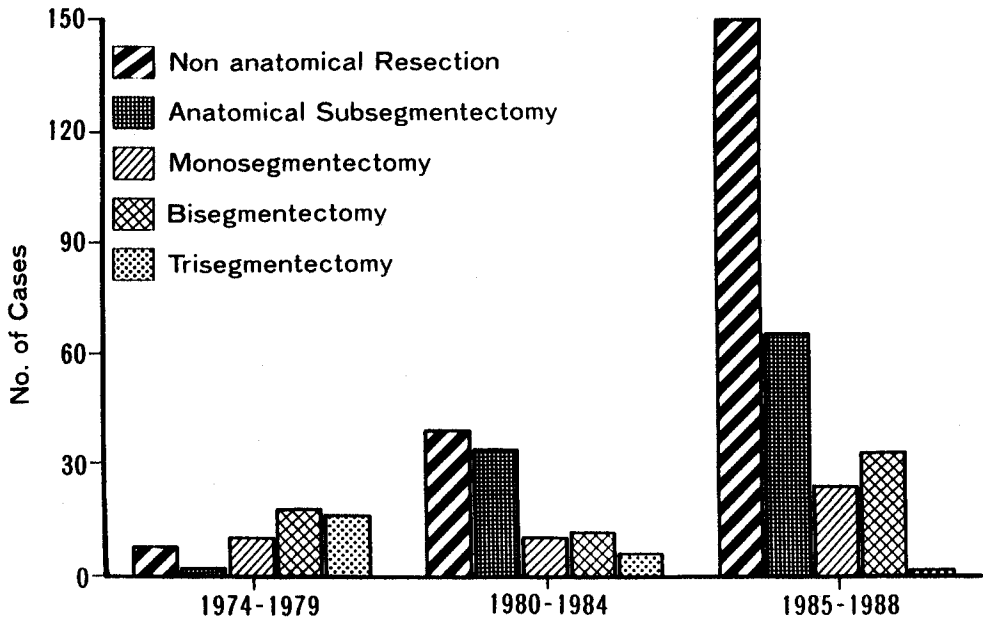 150
120
90
60
30
0
No. of Cases
Non anatomical Resection
Anatomical Subsegmentectomy
Monosegmentectomy
Bisegmentectomy
Trisegmentectomy
1974-1979
1980-1984
1985-1988